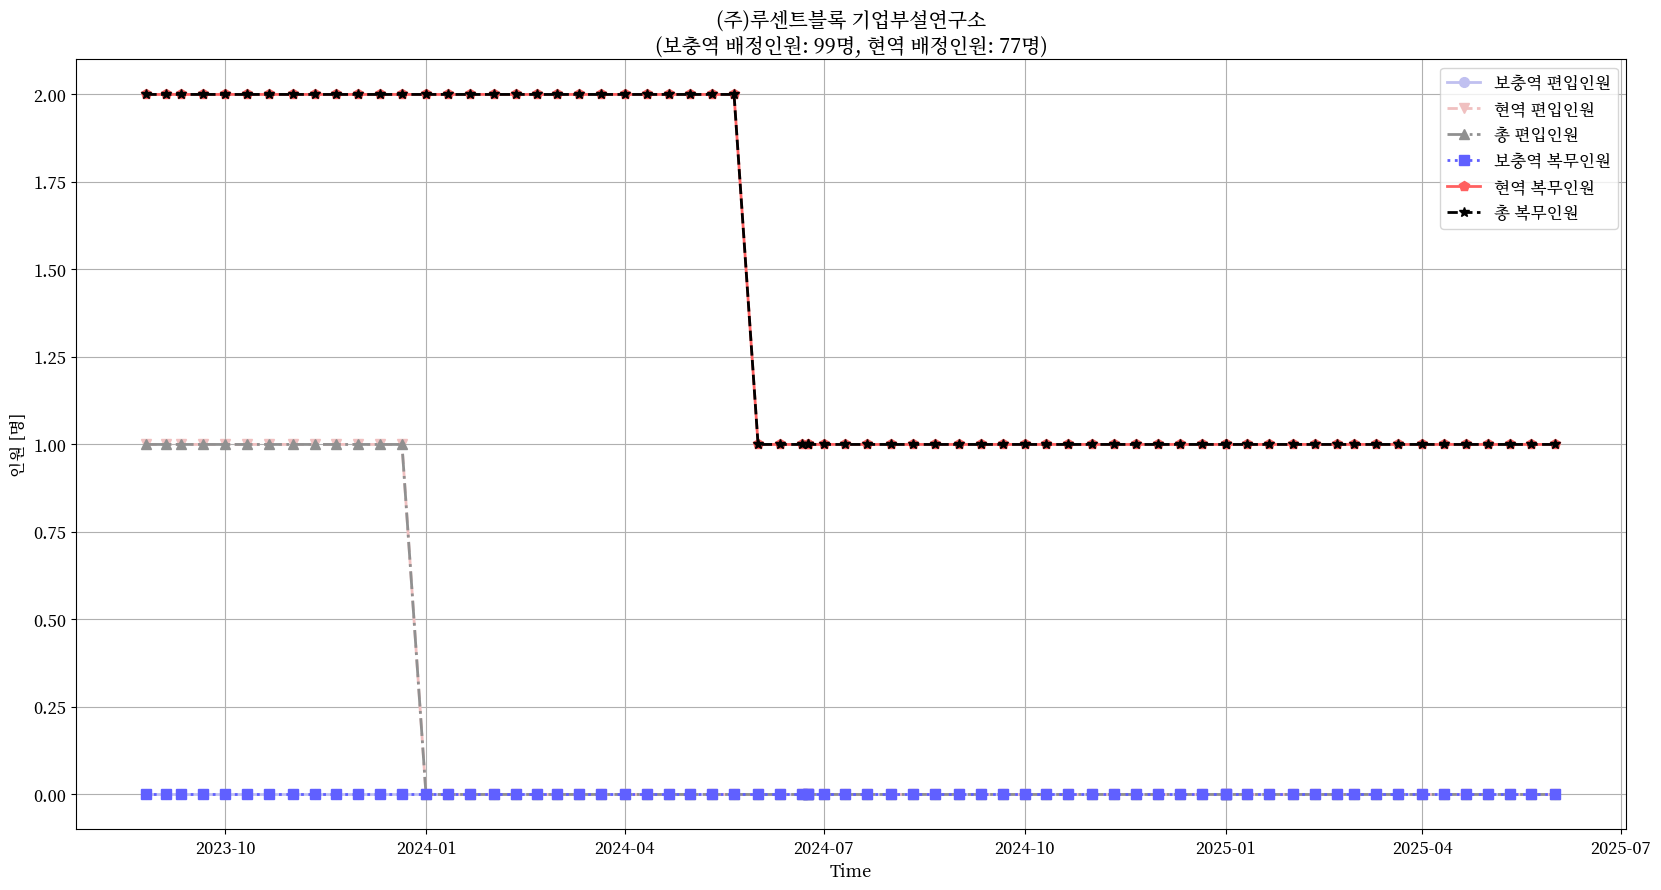 (주)루센트블록 기업부설연구소
(보충역 배정인원: 99명, 현역 배정인원: 77명)
보충역 편입인원
현역 편입인원
총 편입인원
보충역 복무인원
현역 복무인원
총 복무인원
인원 [명]
2.00
1.75
1.50
1.25
1.00
0.75
0.50
0.25
0.00
2023-10 2024-01 2024-04 2024-07 2024-10 2025-01 2025-04 2025-07
Time